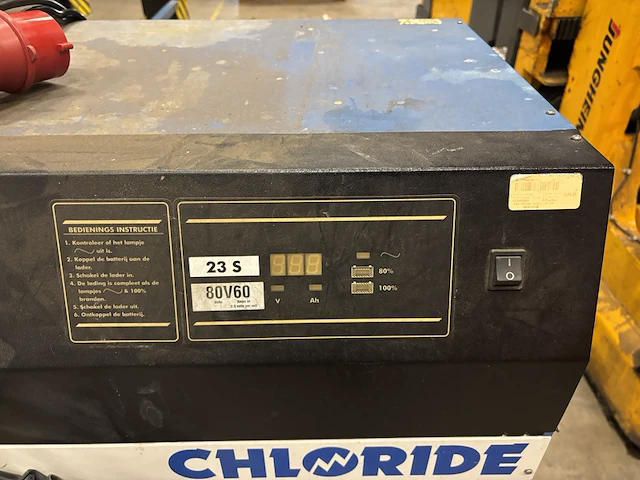 JUNGHEI
BEDIENINGS INSTRUCTIE
1. Kontroleer of het lampje
uit is.
2. Koppel de batterij aan de
lader.
3. Schakel de lader in.
4. De lading is compleet als de
lampjes & 100%
branden.
5. Schakel de lader uit.
6. Ontkoppel de batterij.
23 S
80V60
Volts
V
Ah
80%
100%
I
O
CHLORIDE